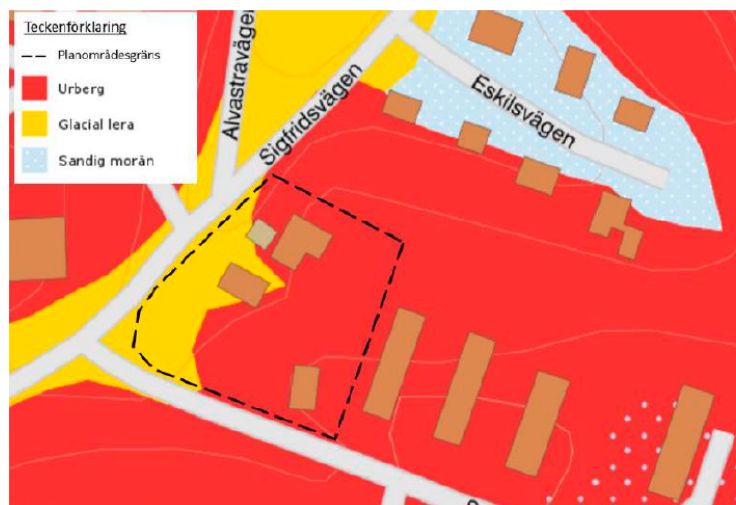 Teckenförklaring
Planområdesgräns
Urberg
Glacial lera
Sandig morän
Alvastravägen
Sigfridsvägen
Eskilsvägen